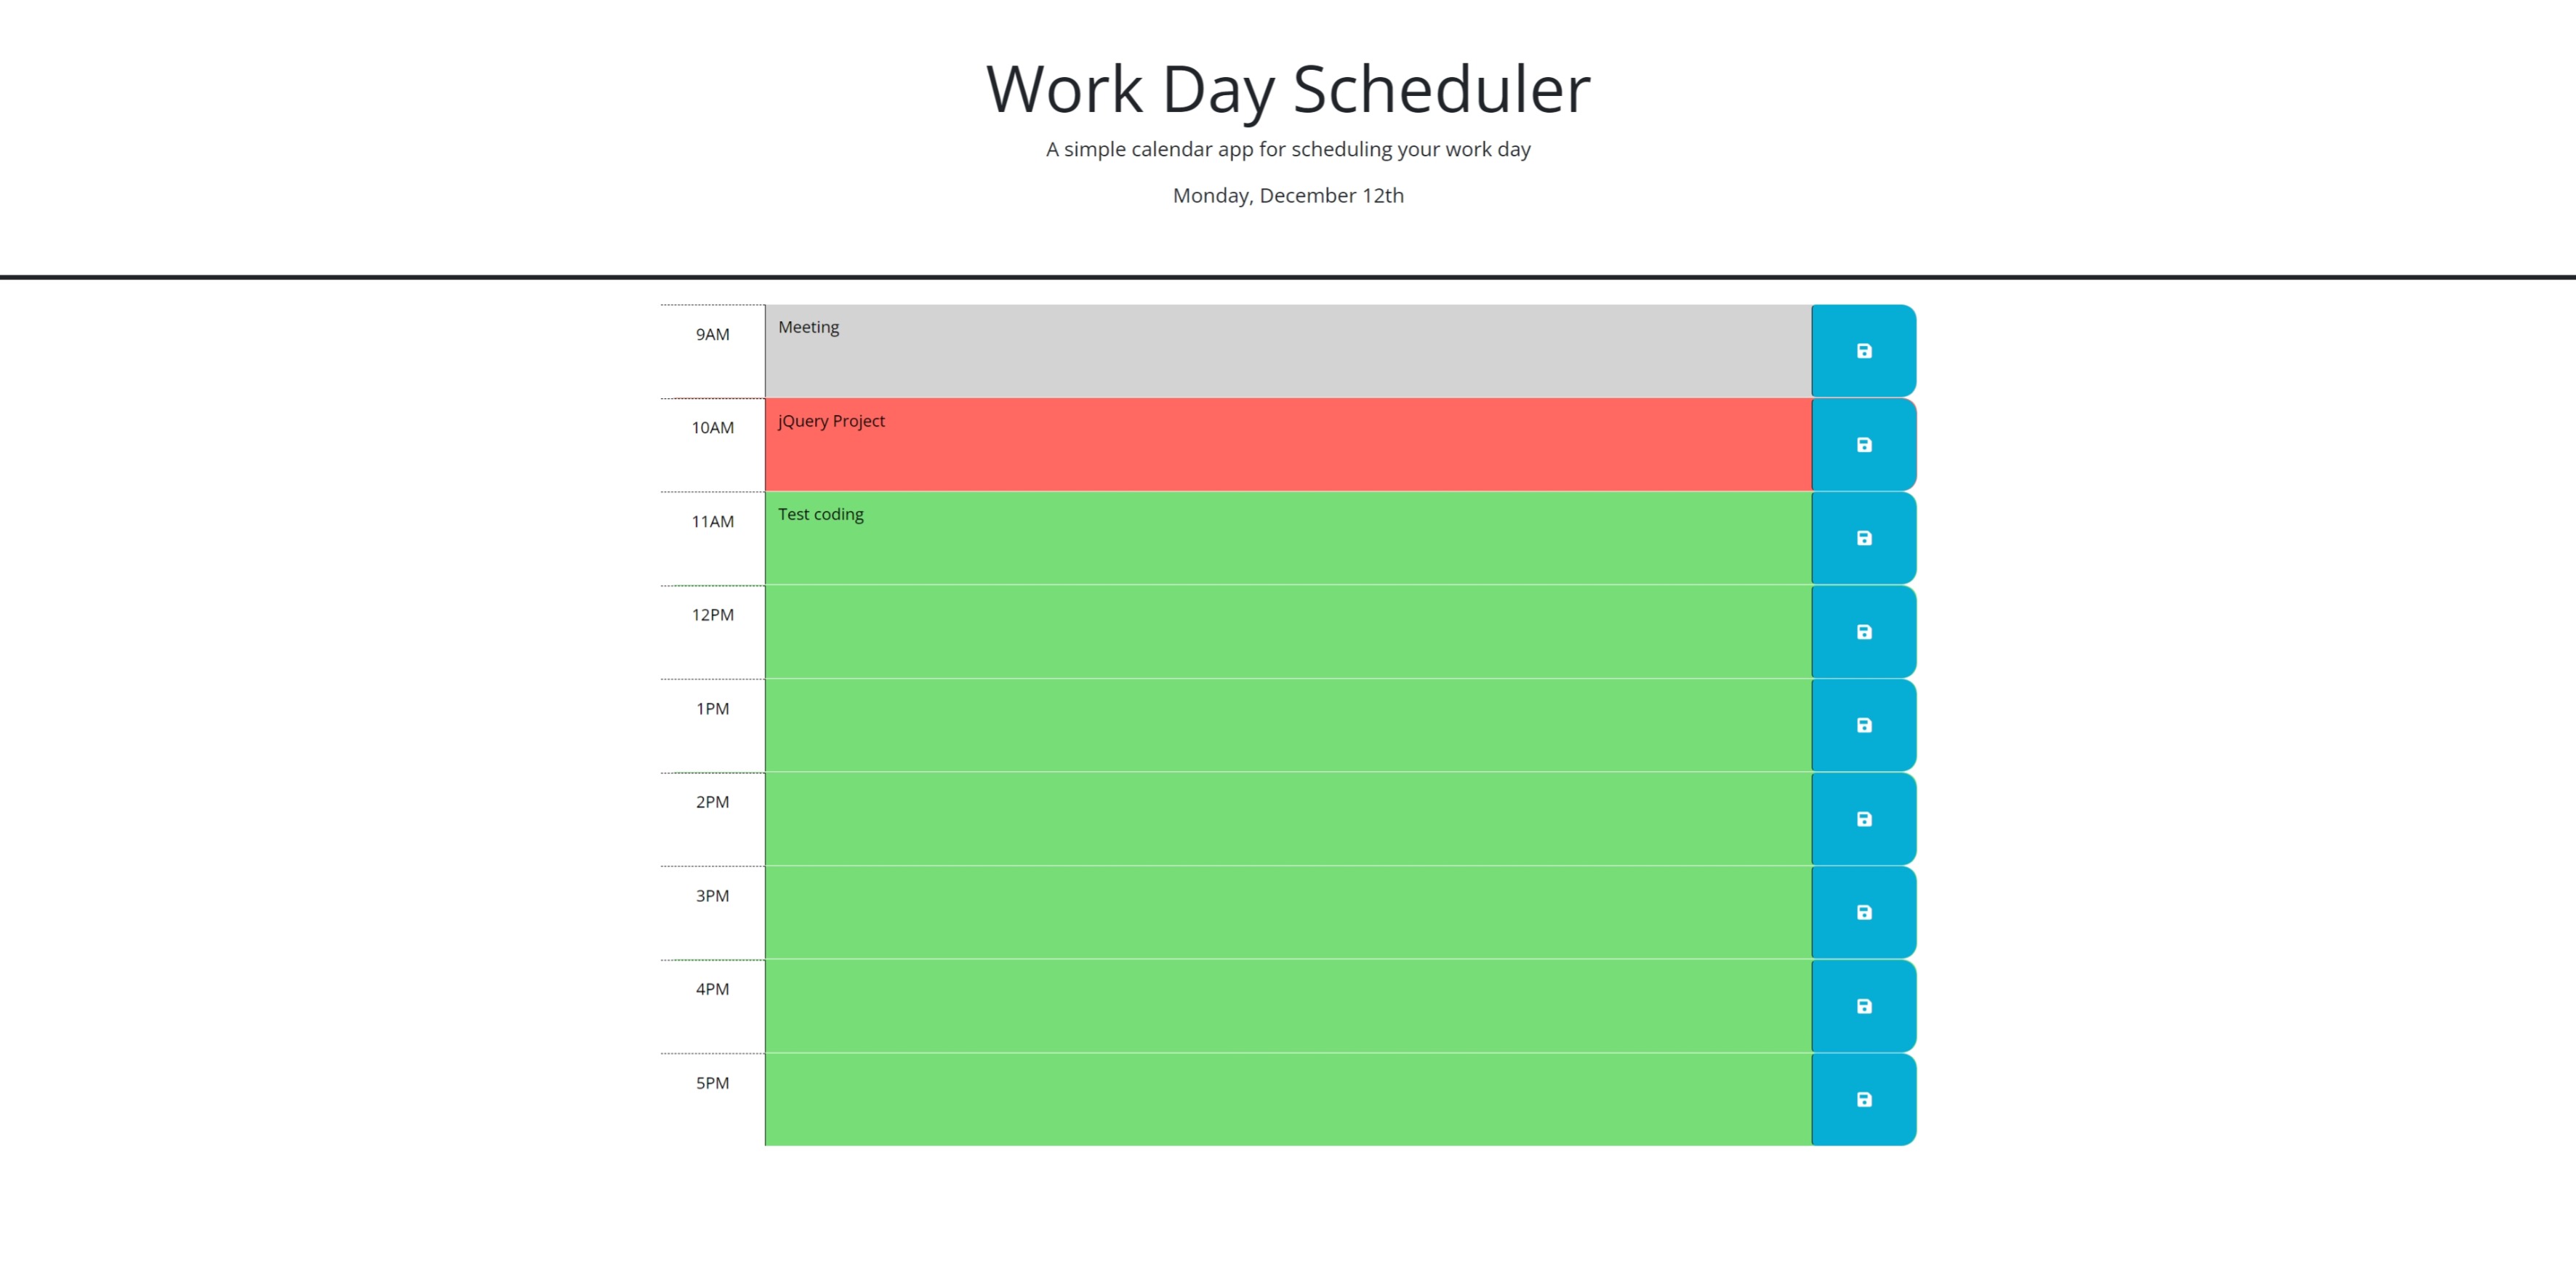 Work Day Scheduler
A simple calendar app for scheduling your work day
Monday, December 12th
9AM
Meeting
10AM
jQuery Project
11AM
Test coding
12PM
1PM
2PM
3PM
4PM
5PM